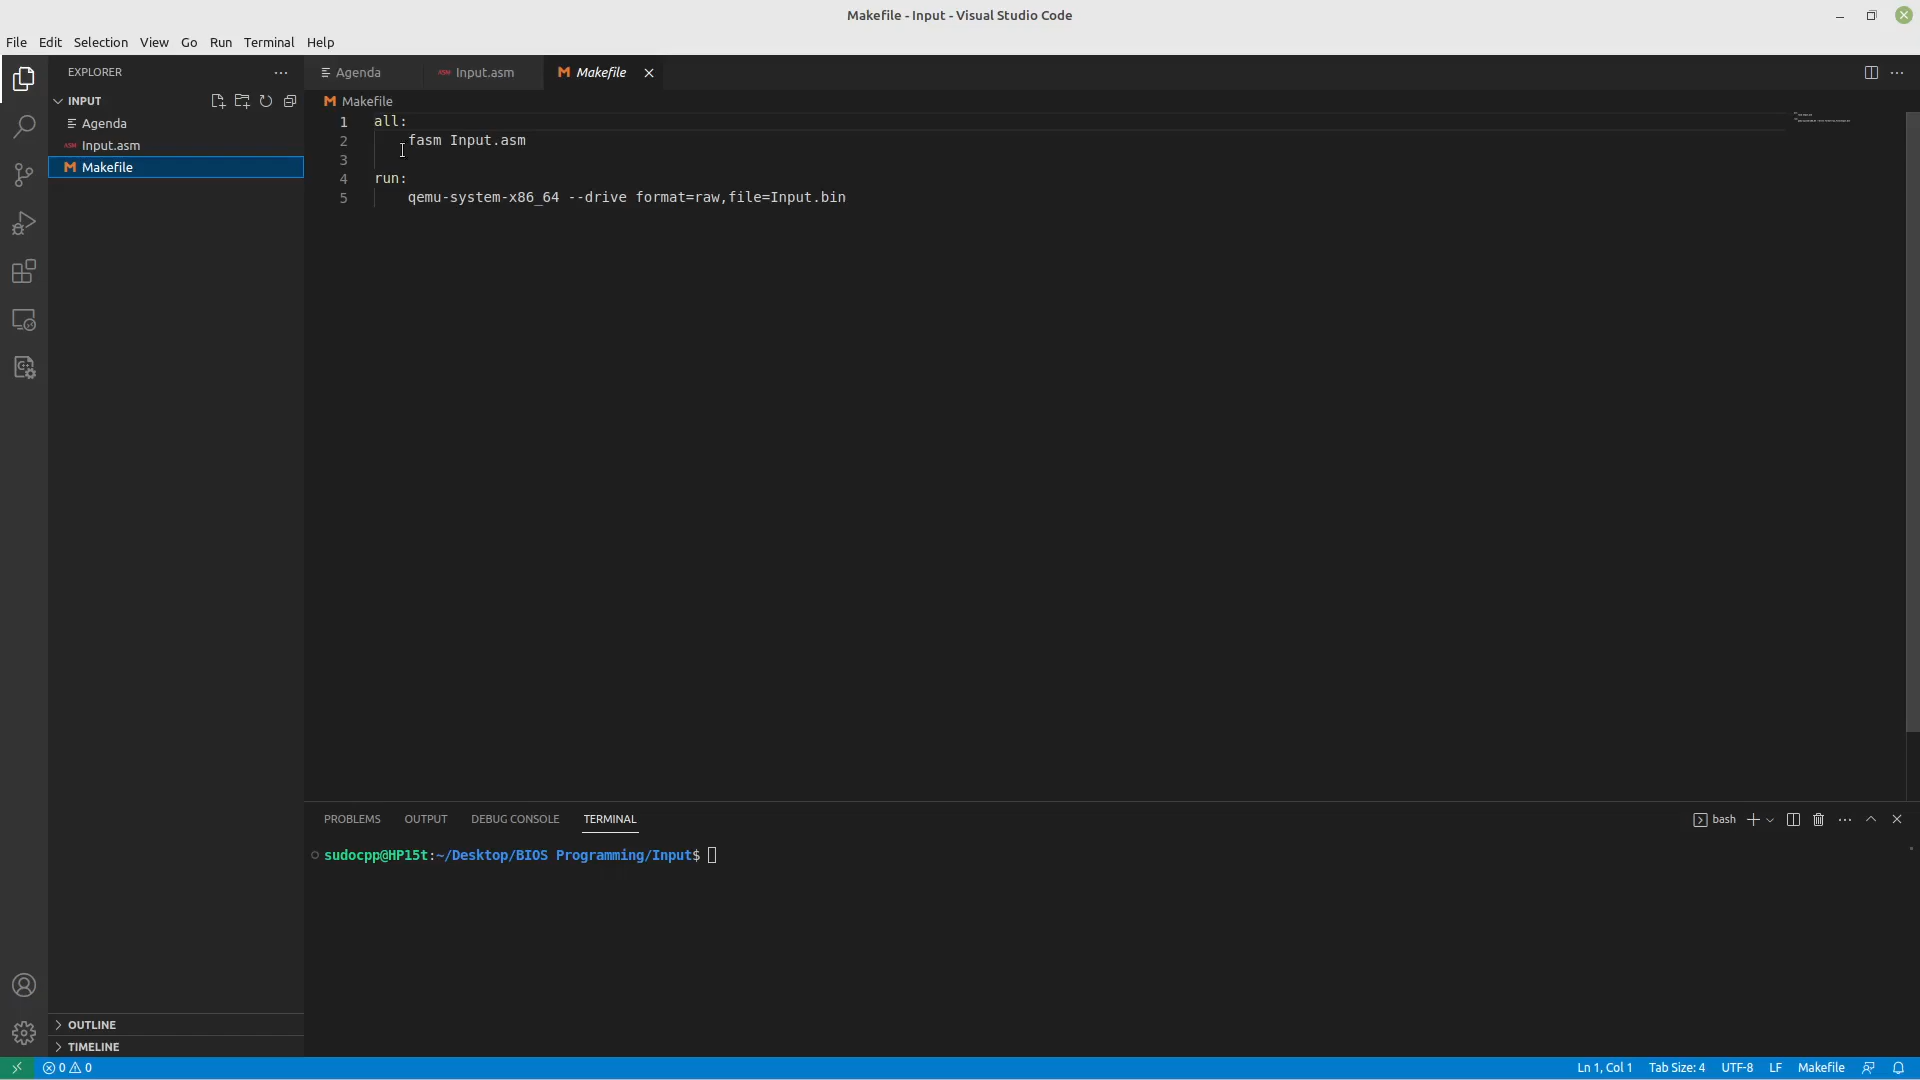 Makefile - Input - Visual Studio Code
File Edit Selection View Go Run Terminal Help
EXPLORER
INPUT
Agenda
ASM Input.asm
M Makefile
OUTLINE
TIMELINE
Agenda ASM Input.asm M Makefile
M Makefile
1 all:
2 fasm Input.asm
3
4 run:
5 qemu-system-x86_64 --drive format=raw,file=Input.bin
PROBLEMS OUTPUT DEBUG CONSOLE TERMINAL
bash
sudocpp@HP15t:~/Desktop/BIOS Programming/Input$
0 0
Ln 1, Col 1 Tab Size: 4 UTF-8 LF Makefile